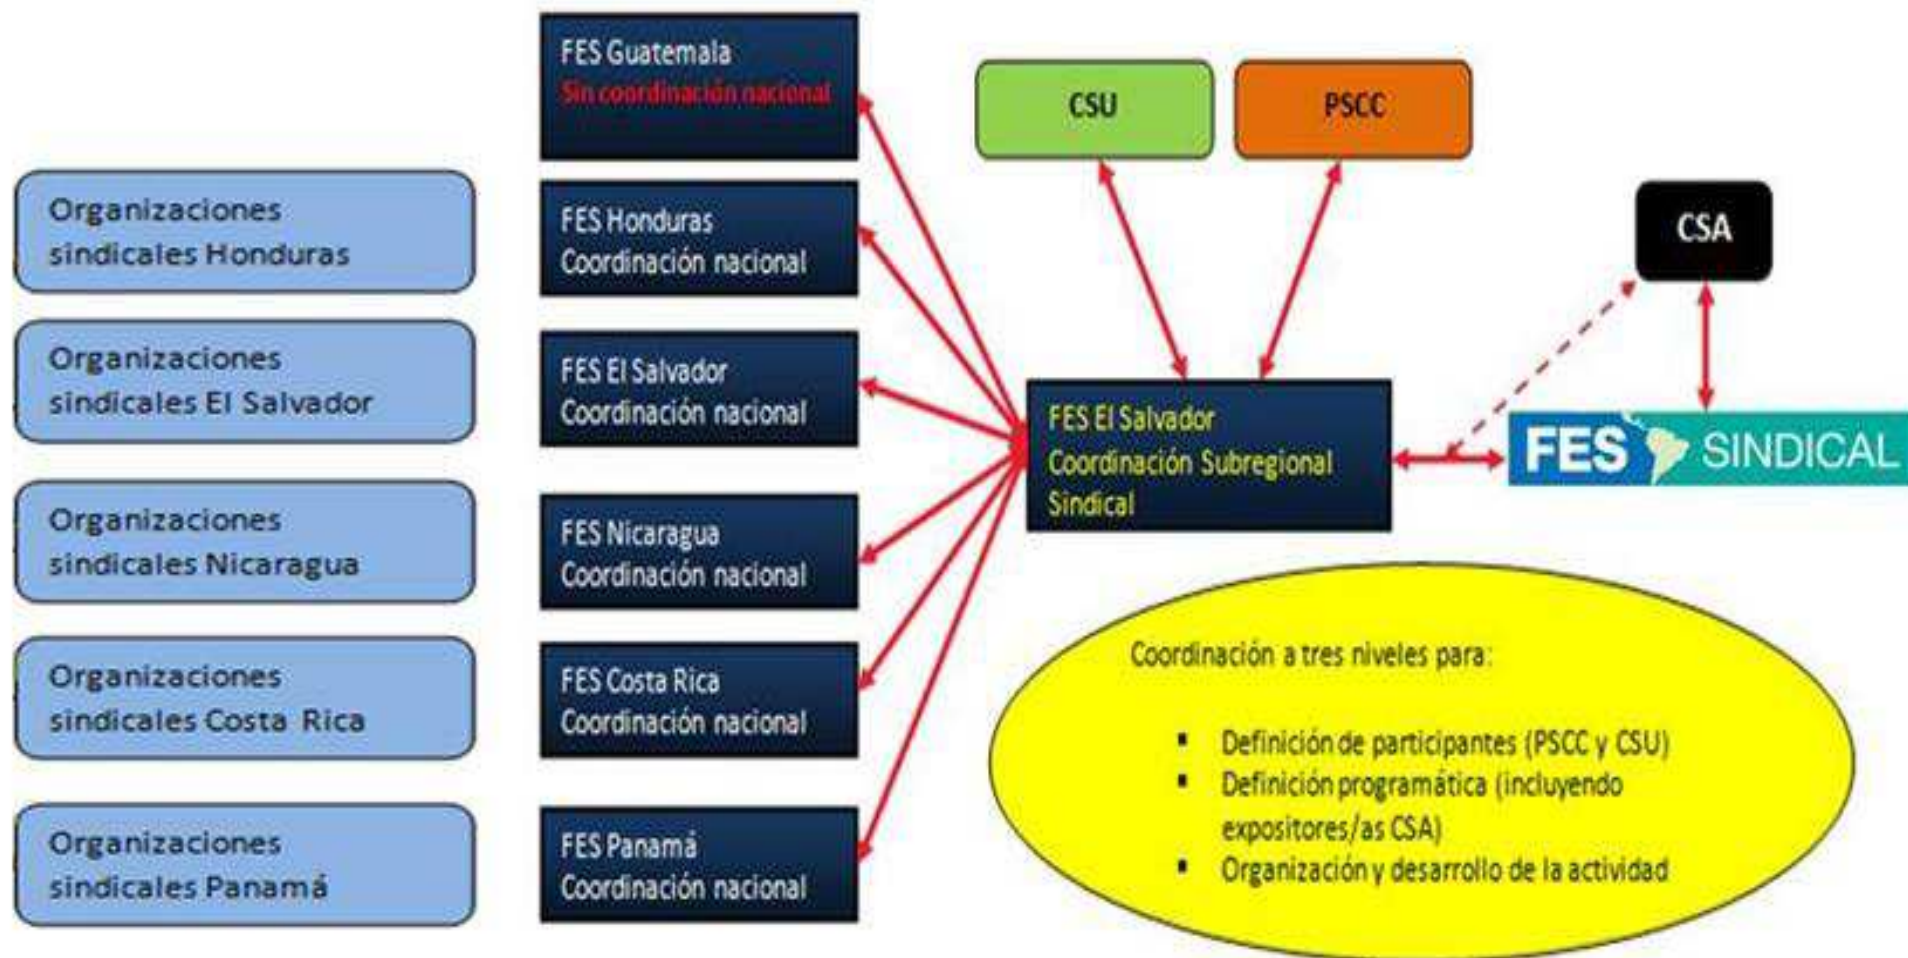 FES Guatemala
Sin coordinación nacional
CSU
PSCC
Organizaciones
sindicales Honduras
FES Honduras
Coordinación nacional
CSA
Organizaciones
sindicales El Salvador
FES El Salvador
Coordinación nacional
FES El Salvador
Coordinación Subregional
Sindical
FES SINDICAL
Organizaciones
sindicales Nicaragua
FES Nicaragua
Coordinación nacional
Organizaciones
sindicales Costa Rica
FES Costa Rica
Coordinación nacional
Organizaciones
sindicales Panamá
FES Panamá
Coordinación nacional
Coordinación a tres niveles para:
▪ Definición de participantes (PSCC y CSU)
▪ Definición programática (incluyendo
expositores/as CSA)
▪ Organización y desarrollo de la actividad